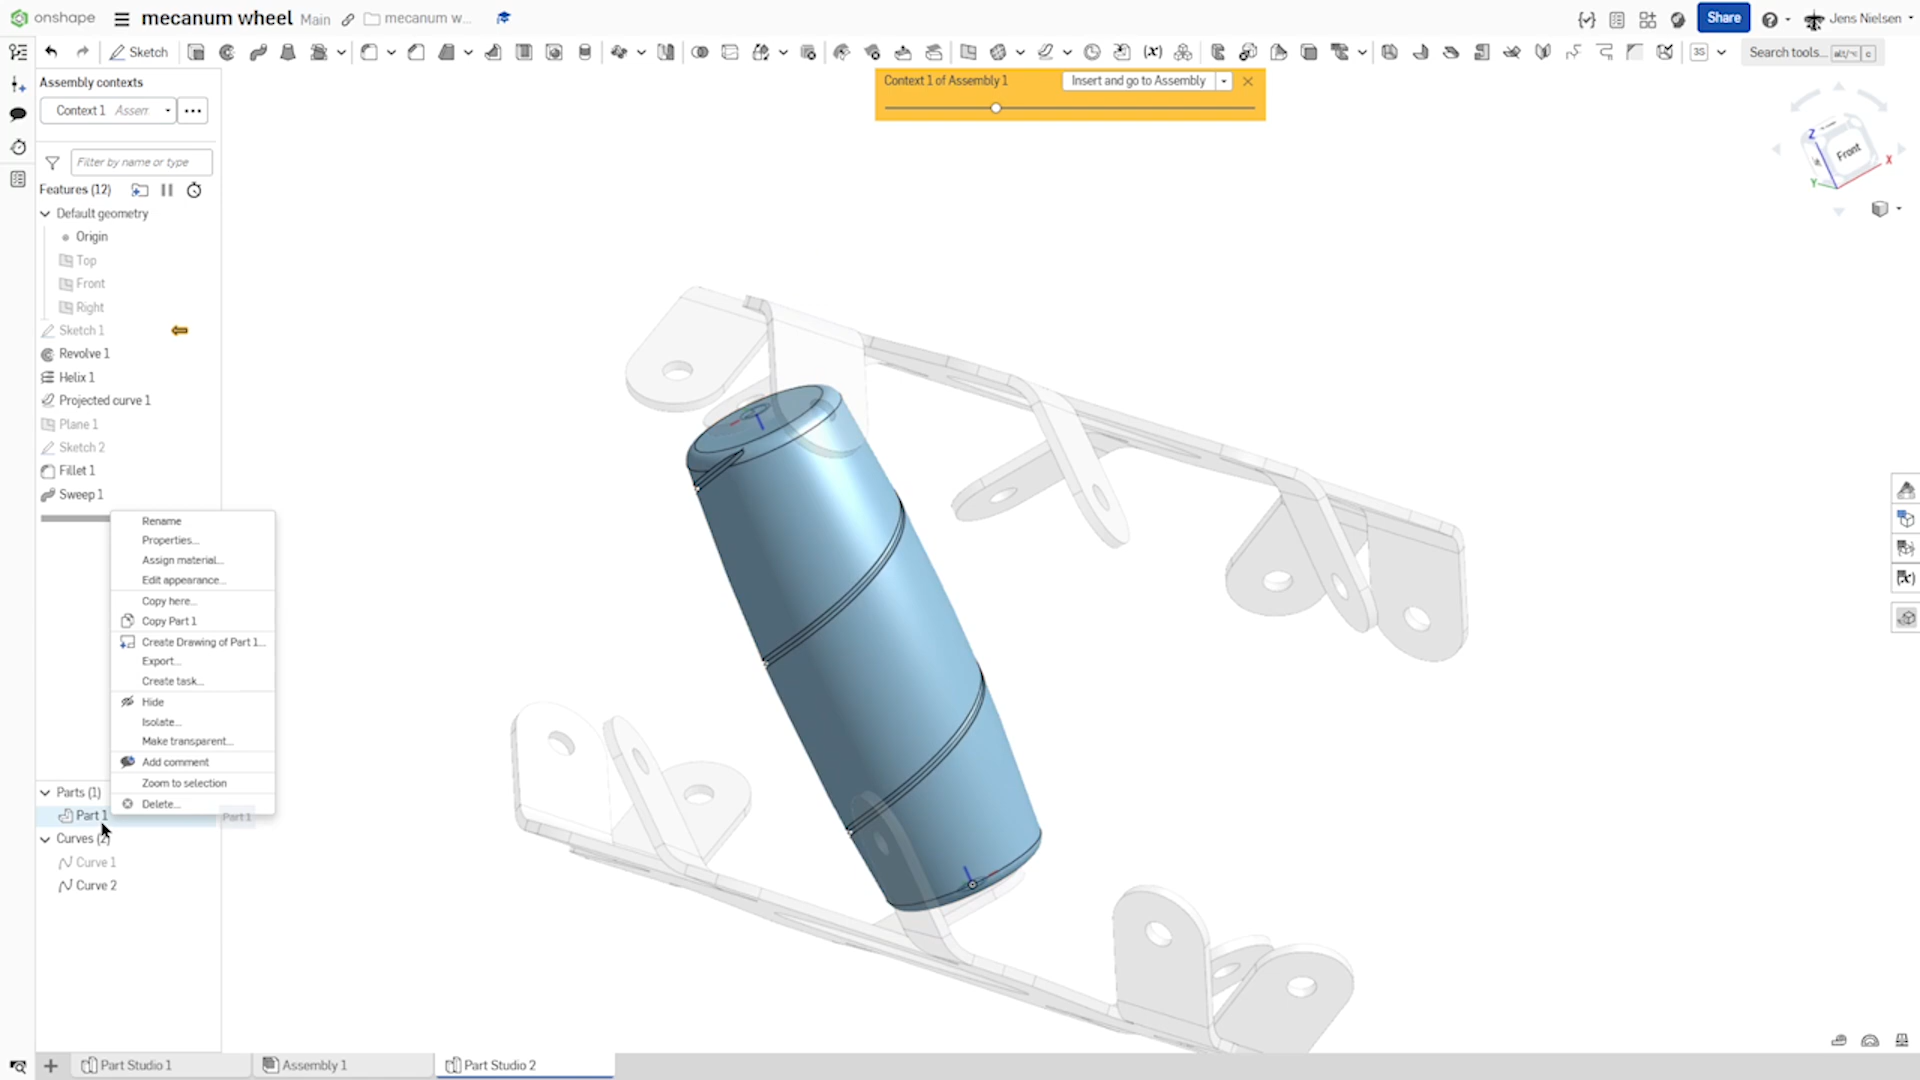 onshape mecanum wheel Main mecanum w... Share Jens Nielsen
Sketch Search tools... alt/⌥ c
Assembly contexts
Context 1 of Assembly 1 Insert and go to Assembly
Context 1 Assem
Filter by name or type
Features (12)
Default geometry
Origin
Top
Front
Right
Sketch 1
Revolve 1
Helix 1
Projected curve 1
Plane 1
Sketch 2
Fillet 1
Sweep 1
Rename
Properties...
Assign material...
Edit appearance...
Copy here...
Copy Part 1
Create Drawing of Part 1...
Export...
Create task...
Hide
Isolate...
Make transparent...
Add comment
Zoom to selection
Delete...
Parts (1)
Part 1
Part 1
Curves (2)
Curve 1
Curve 2
Z
Front
X
Y
Part Studio 1 Assembly 1 Part Studio 2